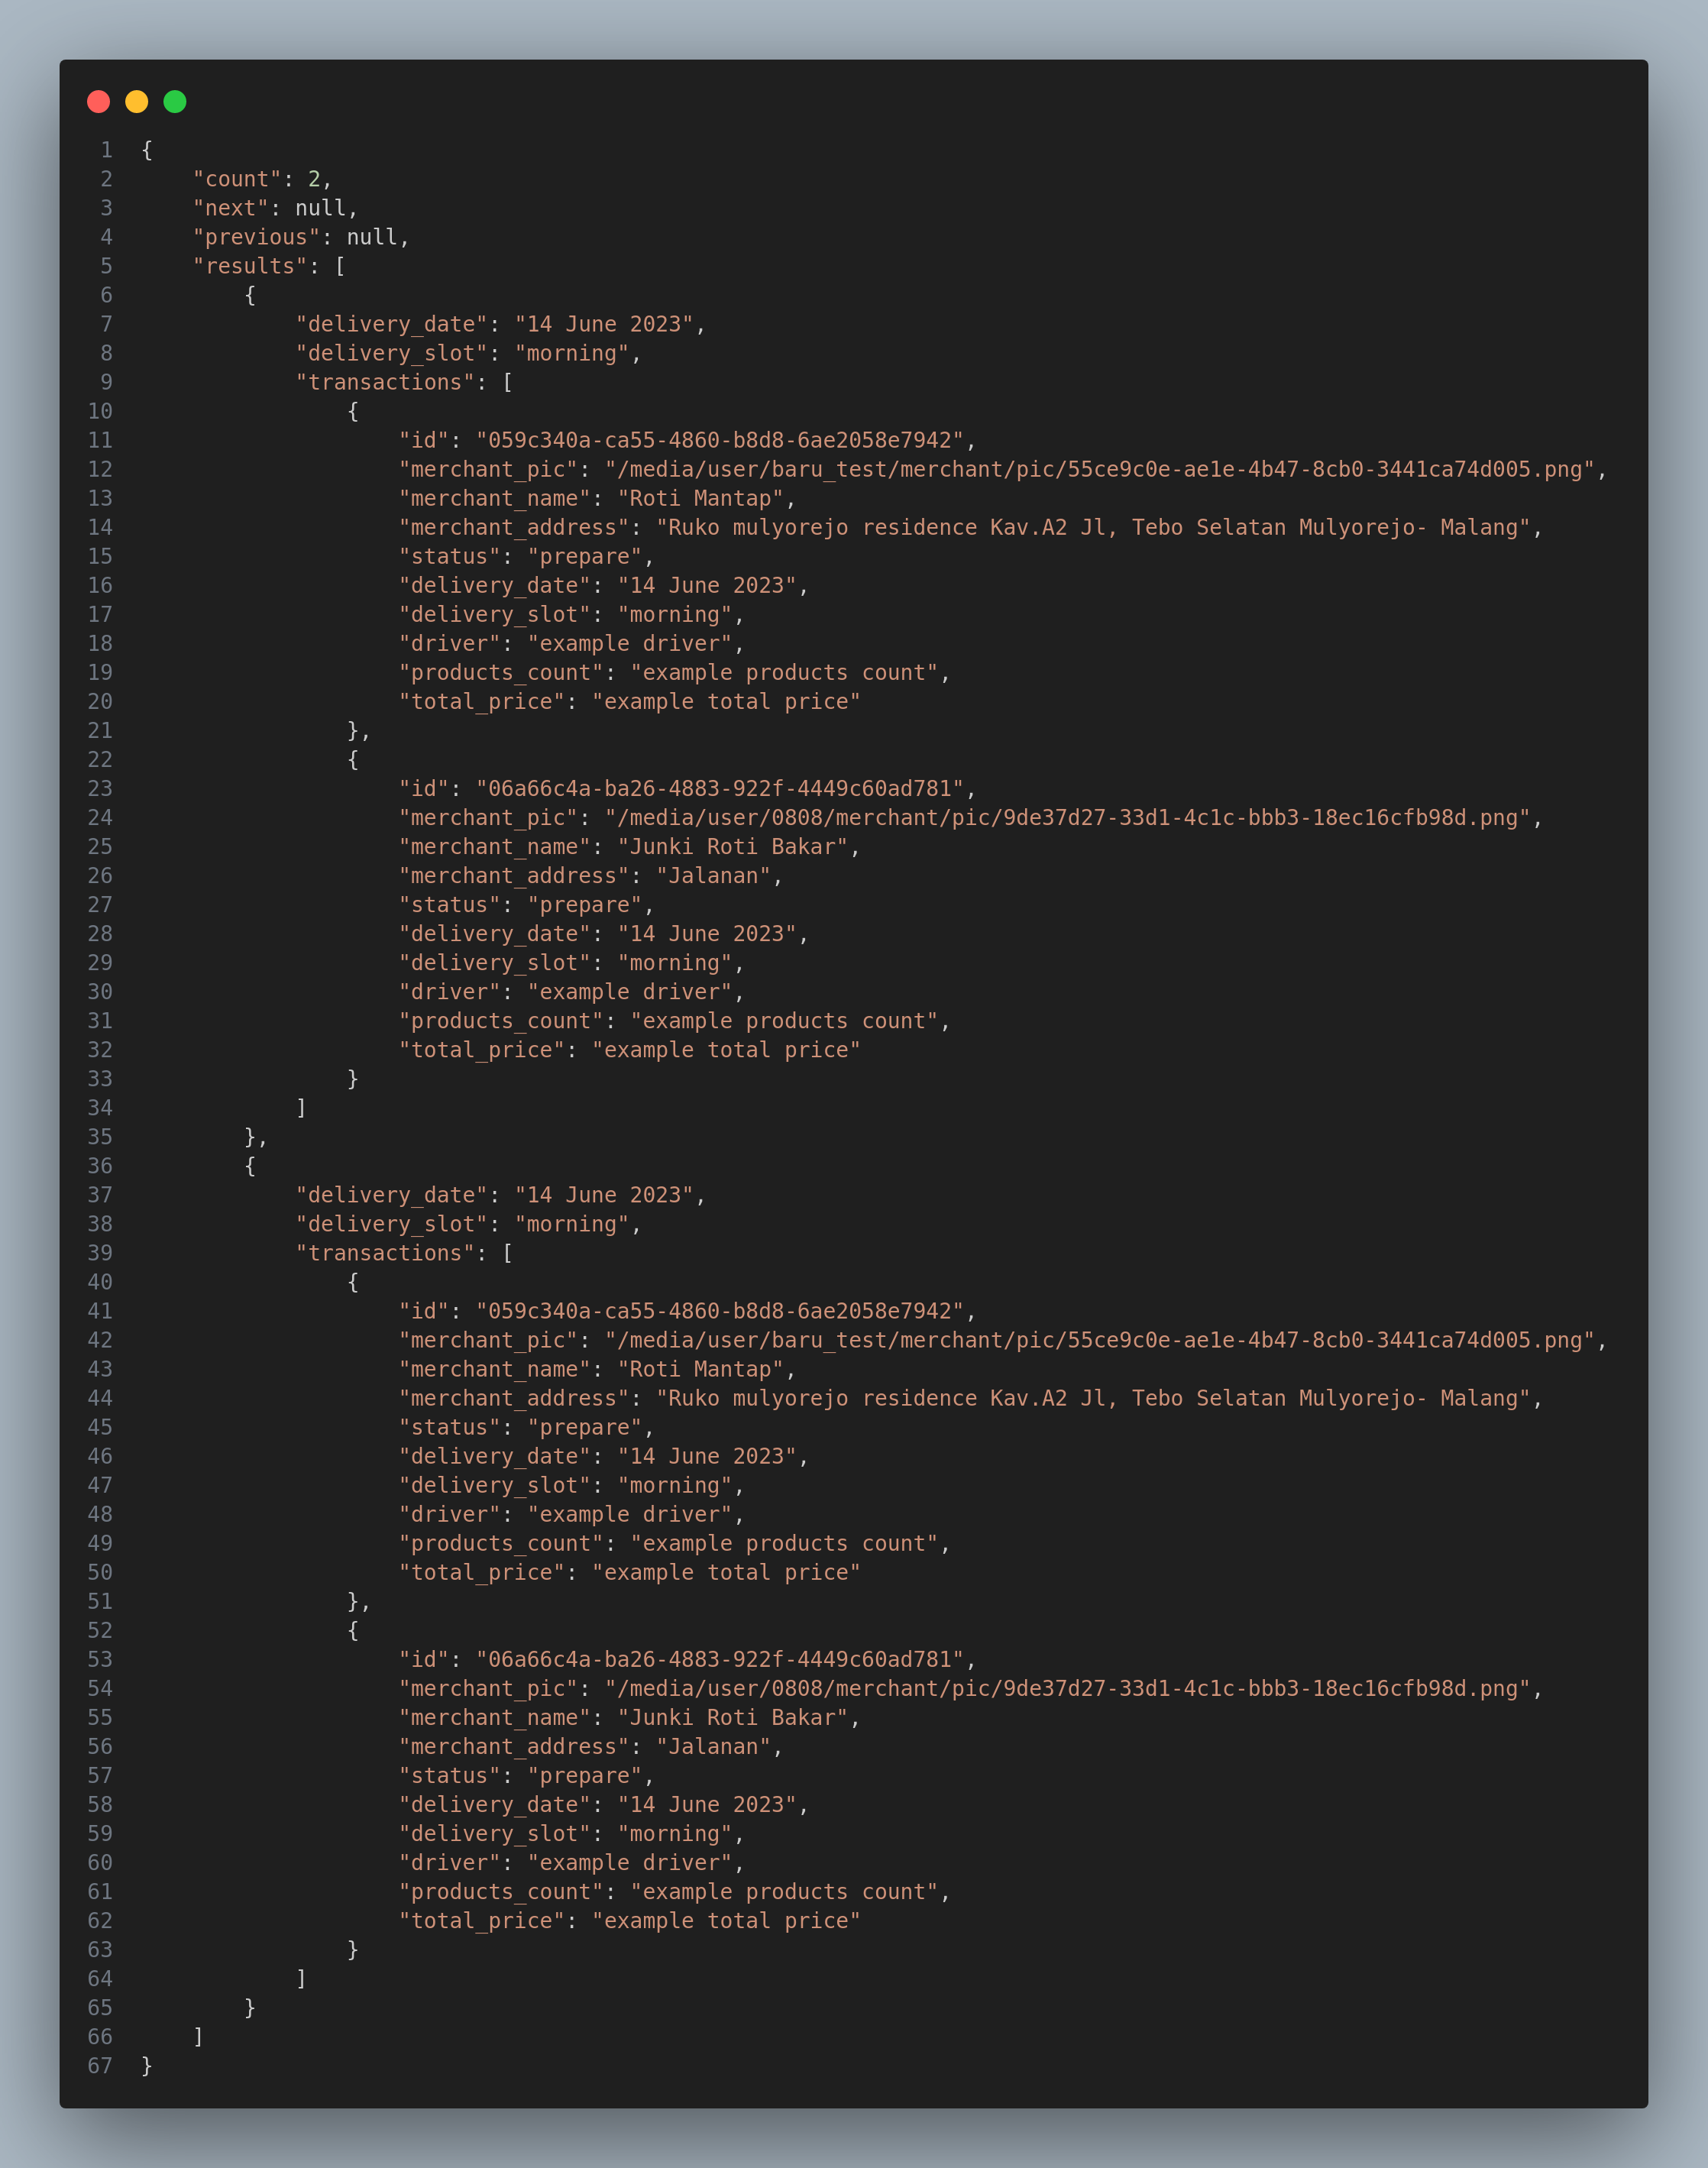 1 {
2     "count": 2,
3     "next": null,
4     "previous": null,
5     "results": [
6         {
7             "delivery_date": "14 June 2023",
8             "delivery_slot": "morning",
9             "transactions": [
10                 {
11                     "id": "059c340a-ca55-4860-b8d8-6ae2058e7942",
12                     "merchant_pic": "/media/user/baru_test/merchant/pic/55ce9c0e-ae1e-4b47-8cb0-3441ca74d005.png",
13                     "merchant_name": "Roti Mantap",
14                     "merchant_address": "Ruko mulyorejo residence Kav.A2 Jl, Tebo Selatan Mulyorejo- Malang",
15                     "status": "prepare",
16                     "delivery_date": "14 June 2023",
17                     "delivery_slot": "morning",
18                     "driver": "example driver",
19                     "products_count": "example products count",
20                     "total_price": "example total price"
21                 },
22                 {
23                     "id": "06a66c4a-ba26-4883-922f-4449c60ad781",
24                     "merchant_pic": "/media/user/0808/merchant/pic/9de37d27-33d1-4c1c-bbb3-18ec16cfb98d.png",
25                     "merchant_name": "Junki Roti Bakar",
26                     "merchant_address": "Jalanan",
27                     "status": "prepare",
28                     "delivery_date": "14 June 2023",
29                     "delivery_slot": "morning",
30                     "driver": "example driver",
31                     "products_count": "example products count",
32                     "total_price": "example total price"
33                 }
34             ]
35         },
36         {
37             "delivery_date": "14 June 2023",
38             "delivery_slot": "morning",
39             "transactions": [
40                 {
41                     "id": "059c340a-ca55-4860-b8d8-6ae2058e7942",
42                     "merchant_pic": "/media/user/baru_test/merchant/pic/55ce9c0e-ae1e-4b47-8cb0-3441ca74d005.png",
43                     "merchant_name": "Roti Mantap",
44                     "merchant_address": "Ruko mulyorejo residence Kav.A2 Jl, Tebo Selatan Mulyorejo- Malang",
45                     "status": "prepare",
46                     "delivery_date": "14 June 2023",
47                     "delivery_slot": "morning",
48                     "driver": "example driver",
49                     "products_count": "example products count",
50                     "total_price": "example total price"
51                 },
52                 {
53                     "id": "06a66c4a-ba26-4883-922f-4449c60ad781",
54                     "merchant_pic": "/media/user/0808/merchant/pic/9de37d27-33d1-4c1c-bbb3-18ec16cfb98d.png",
55                     "merchant_name": "Junki Roti Bakar",
56                     "merchant_address": "Jalanan",
57                     "status": "prepare",
58                     "delivery_date": "14 June 2023",
59                     "delivery_slot": "morning",
60                     "driver": "example driver",
61                     "products_count": "example products count",
62                     "total_price": "example total price"
63                 }
64             ]
65         }
66     ]
67 }